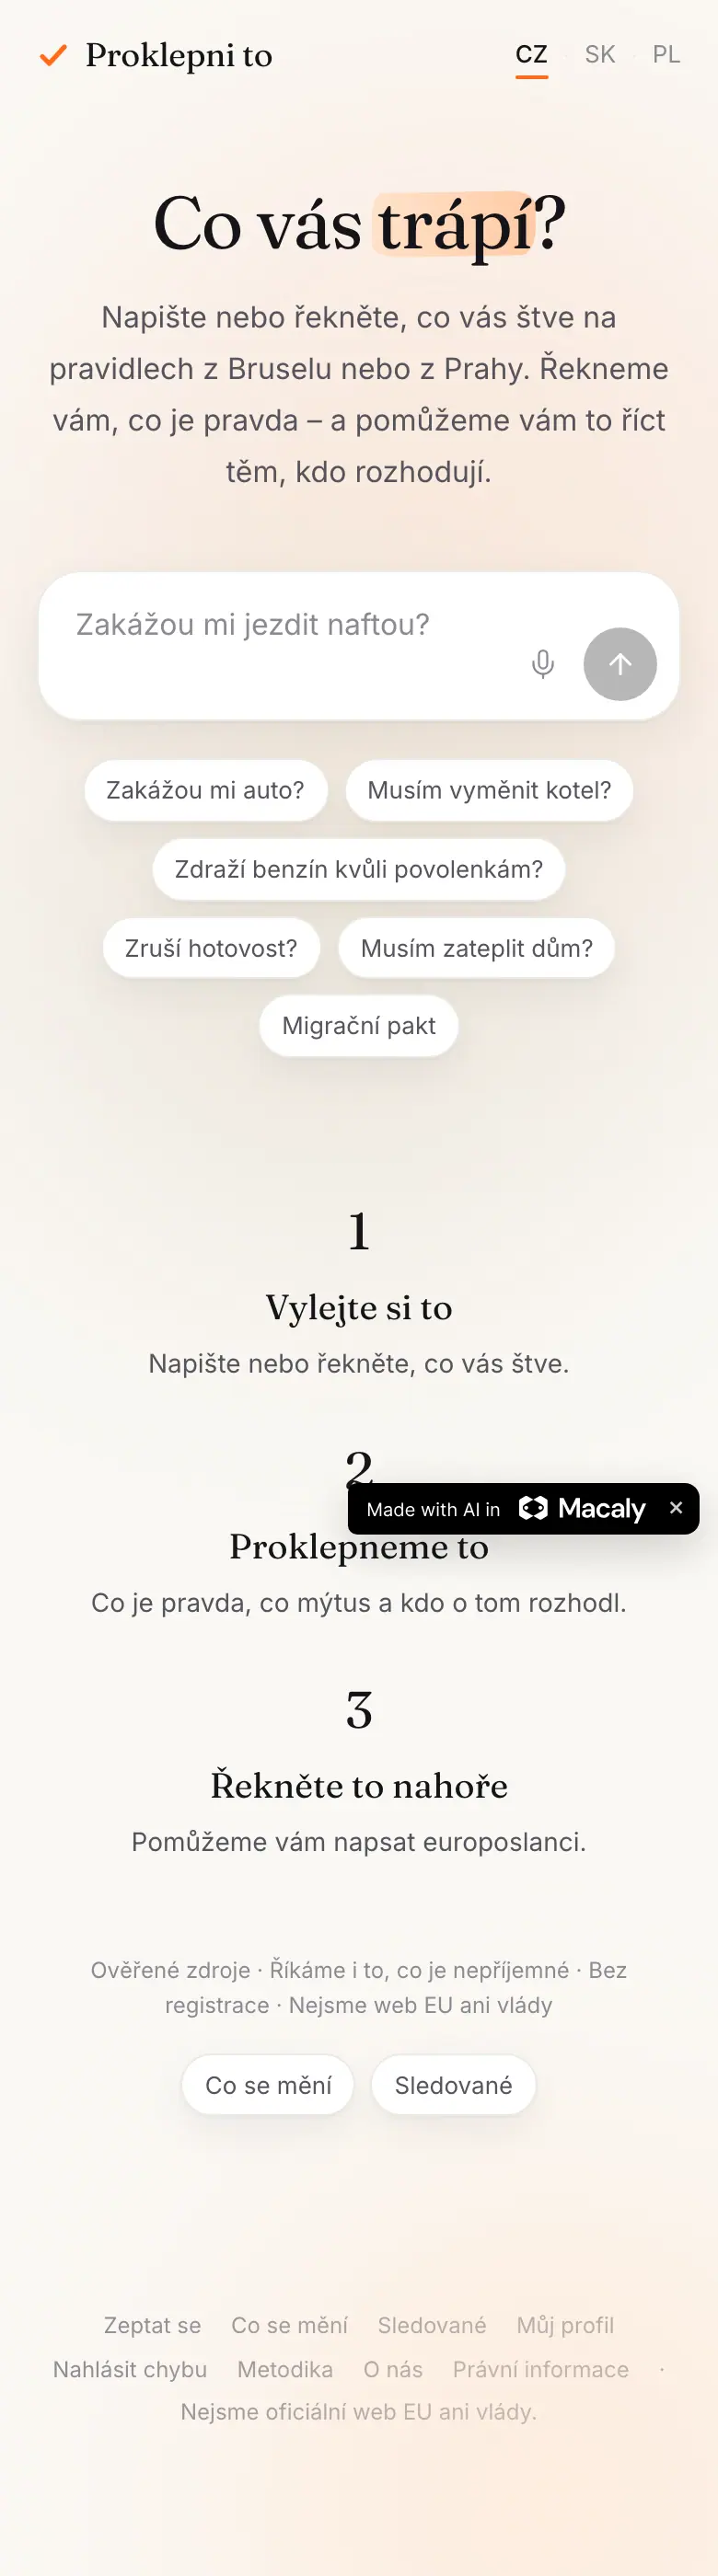 Proklepni to
CZ · SK · PL
Co vás trápí?
Napište nebo řekněte, co vás štve na
pravidlech z Bruselu nebo z Prahy. Řekneme
vám, co je pravda – a pomůžeme vám to říct
těm, kdo rozhodují.
Zakážou mi jezdit naftou?
Zakážou mi auto? Musím vyměnit kotel?
Zdraží benzín kvůli povolenkám?
Zruší hotovost? Musím zateplit dům?
Migrační pakt
1
Vylejte si to
Napište nebo řekněte, co vás štve.
2
Made with AI in Macaly ×
Proklepneme to
Co je pravda, co mýtus a kdo o tom rozhodl.
3
Řekněte to nahoře
Pomůžeme vám napsat europoslanci.
Ověřené zdroje · Říkáme i to, co je nepříjemné · Bez
registrace · Nejsme web EU ani vlády
Co se mění Sledované
Zeptat se Co se mění Sledované Můj profil
Nahlásit chybu Metodika O nás Právní informace ·
Nejsme oficiální web EU ani vlády.